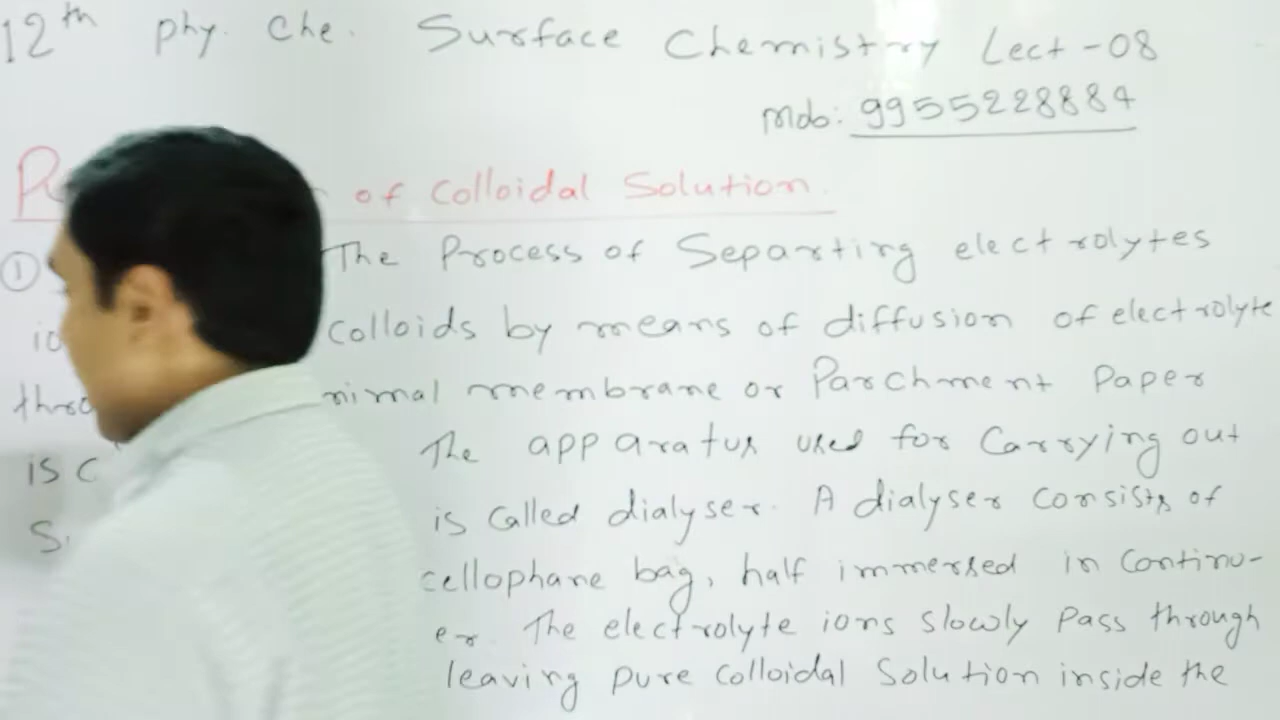 12th phy. Che. Surface Chemistry Lect-08
Mob: 9955228884
of Colloidal Solution.
① The Process of Separting electrolytes
colloids by means of diffusion of electrolyte
membrane or Parchment Paper
is The apparatus used for Carrying out
is Called dialyser. A dialyser Consists of
cellophane bag, half immersed in Continu-
er. The electrolyte ions slowly Pass through
leaving Pure Colloidal Solution inside the